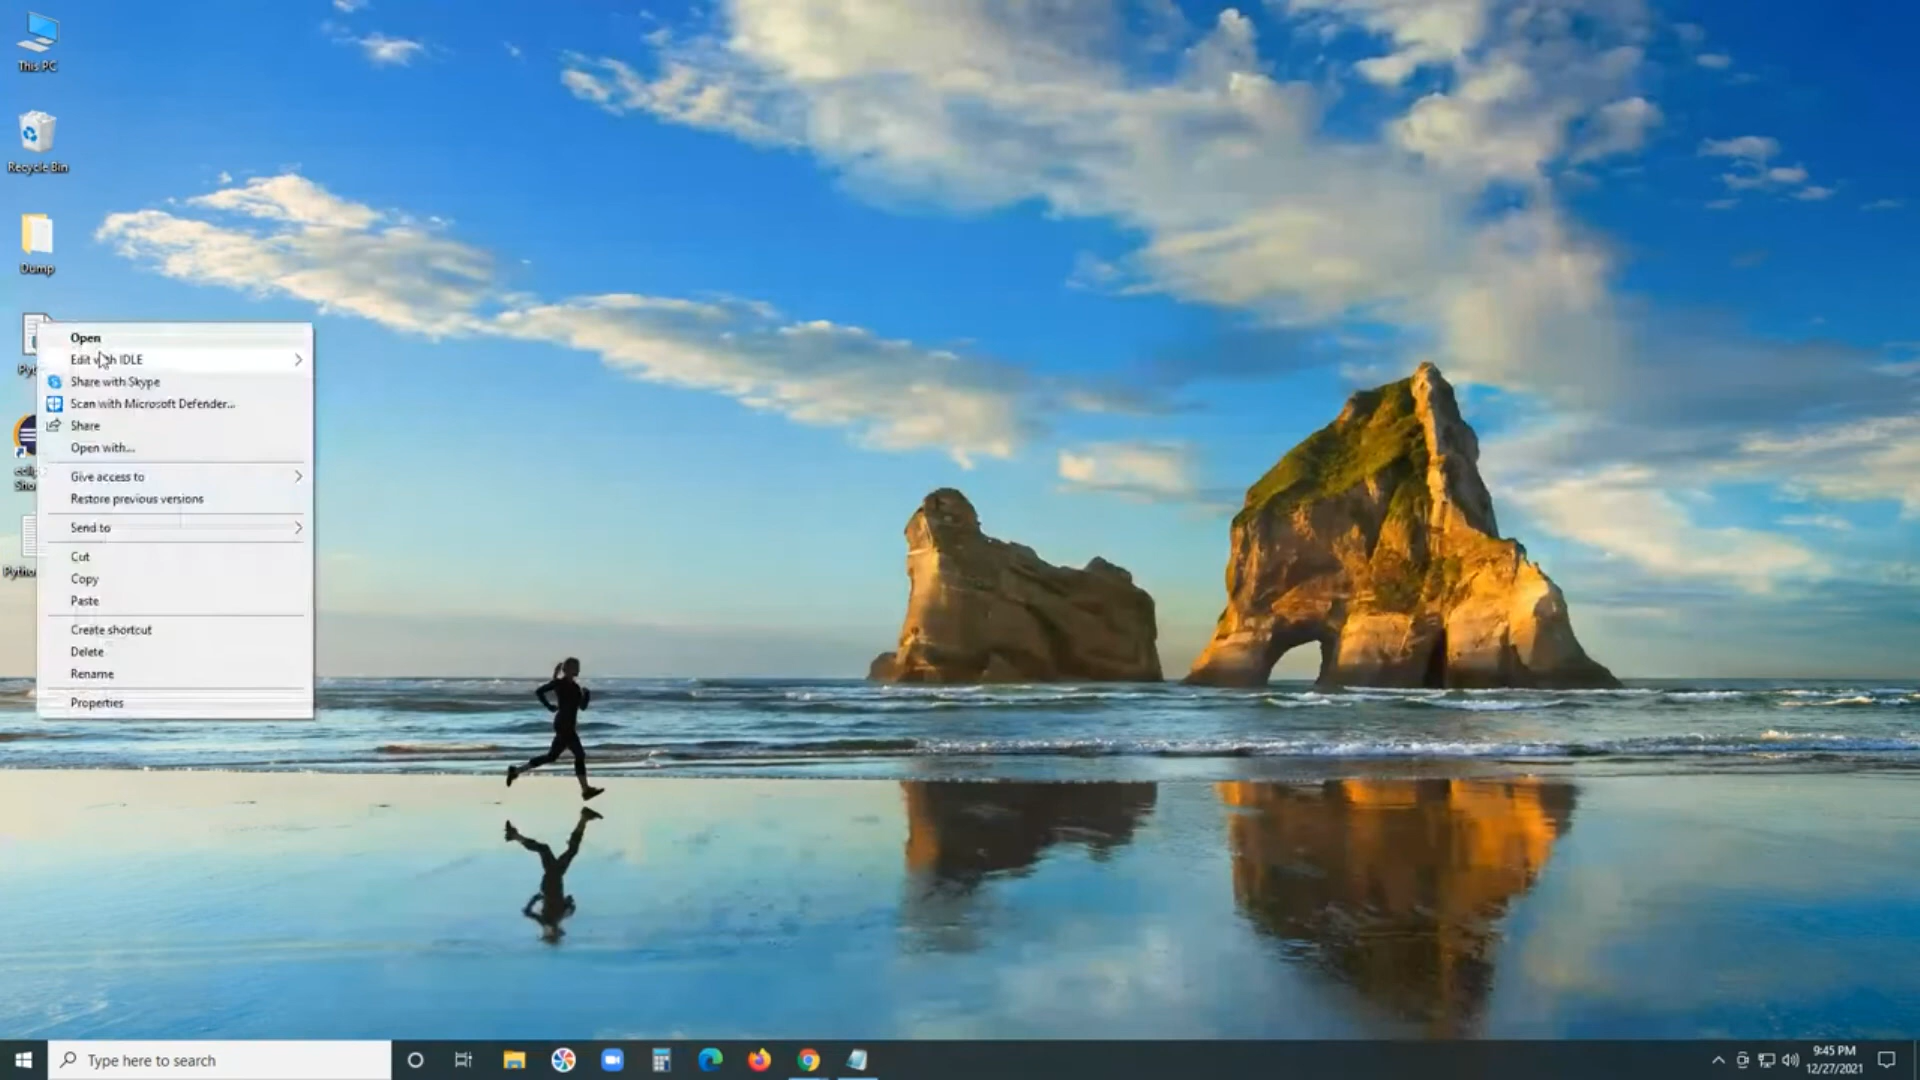 This PC
Recycle Bin
Dump
Open
Edit with IDLE
Share with Skype
Scan with Microsoft Defender...
Share
Open with...
Give access to
Restore previous versions
Send to
Cut
Copy
Paste
Create shortcut
Delete
Rename
Properties
Type here to search
9:45 PM
12/27/2021